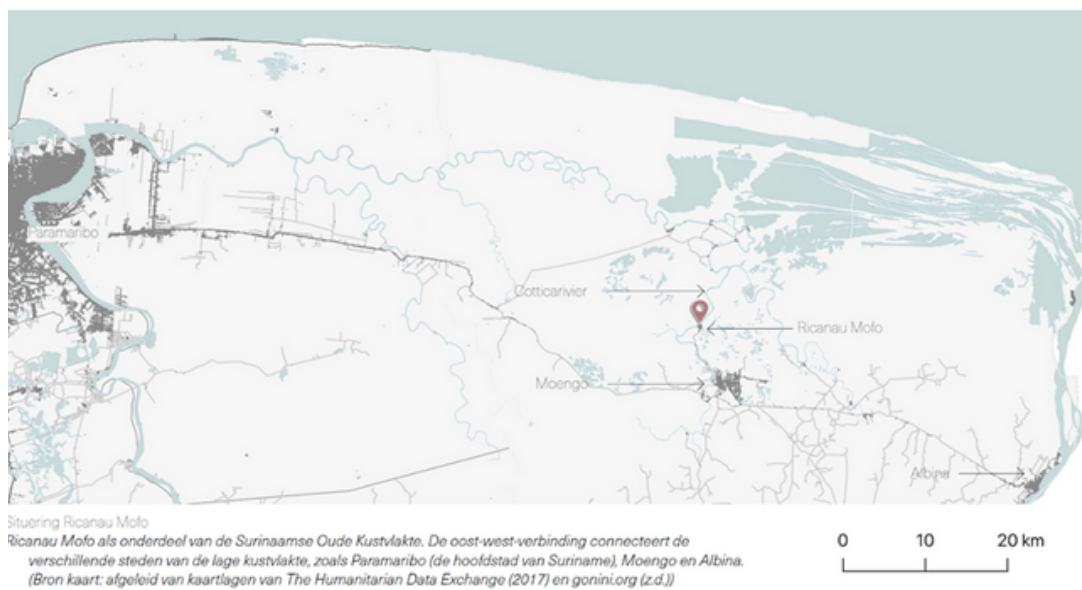 Paramaribo
Cotticarivier
Ricanau Mofo
Moengo
Albina
Situering Ricanau Mofo
Ricanau Mofo als onderdeel van de Surinaamse Oude Kustvlakte. De oost-west-verbinding connecteert de
verschillende steden van de lage kustvlakte, zoals Paramaribo (de hoofdstad van Suriname), Moengo en Albina.
(Bron kaart: afgeleid van kaartlagen van The Humanitarian Data Exchange (2017) en gonini.org (z.d.))
0 10 20 km